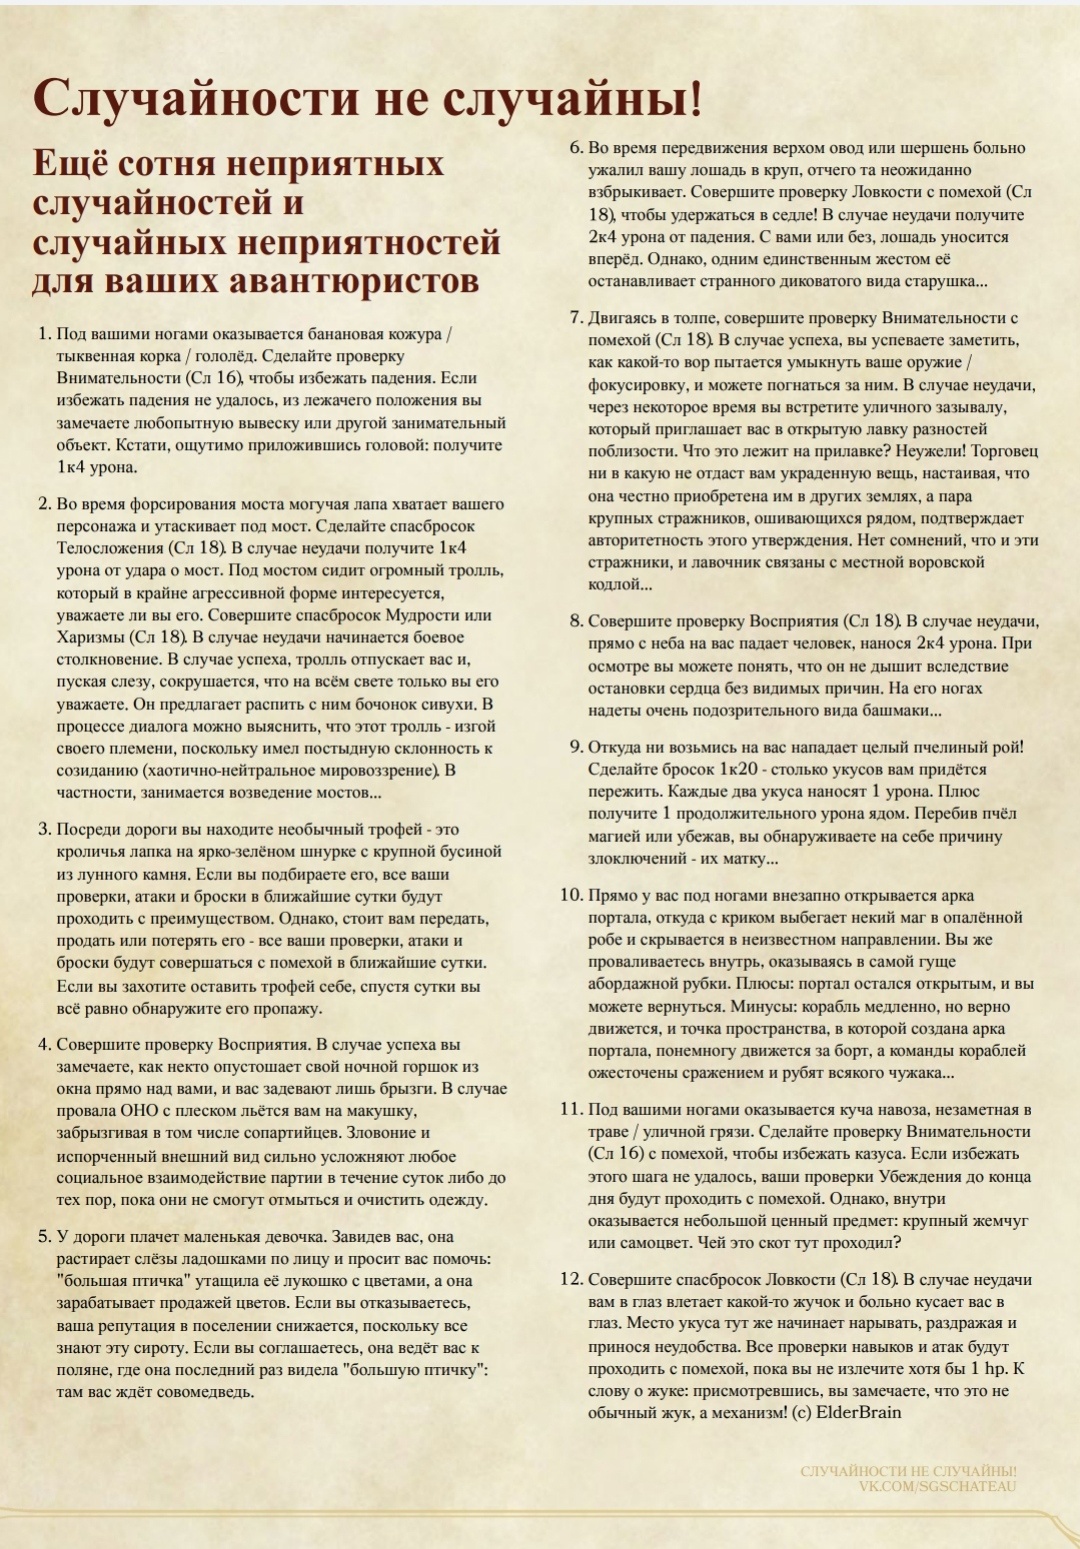 Случайности не случайны!
Ещё сотня неприятных
случайностей и
случайных неприятностей
для ваших авантюристов
1. Под вашими ногами оказывается банановая кожура /
тыквенная корка / гололёд. Сделайте проверку
Внимательности (Сл 16), чтобы избежать падения. Если
избежать падения не удалось, из лежачего положения вы
замечаете любопытную вывеску или другой занимательный
объект. Кстати, ощутимо приложившись головой: получите
1к4 урона.
2. Во время форсирования моста могучая лапа хватает вашего
персонажа и утаскивает под мост. Сделайте спасбросок
Телосложения (Сл 18). В случае неудачи получите 1к4
урона от удара о мост. Под мостом сидит огромный тролль,
который в крайне агрессивной форме интересуется,
уважаете ли вы его. Совершите спасбросок Мудрости или
Харизмы (Сл 18). В случае неудачи начинается боевое
столкновение. В случае успеха, тролль отпускает вас и,
пуская слезу, сокрушается, что на всём свете только вы его
уважаете. Он предлагает распить с ним бочонок сивухи. В
процессе диалога можно выяснить, что этот тролль - изгой
своего племени, поскольку имел постыдную склонность к
созиданию (хаотично-нейтральное мировоззрение). В
частности, занимается возведение мостов...
3. Посреди дороги вы находите необычный трофей - это
кроличья лапка на ярко-зелёном шнурке с крупной бусиной
из лунного камня. Если вы подбираете его, все ваши
проверки, атаки и броски в ближайшие сутки будут
проходить с преимуществом. Однако, стоит вам передать,
продать или потерять его - все ваши проверки, атаки и
броски будут совершаться с помехой в ближайшие сутки.
Если вы захотите оставить трофей себе, спустя сутки вы
всё равно обнаружите его пропажу.
4. Совершите проверку Восприятия. В случае успеха вы
замечаете, как некто опустошает свой ночной горшок из
окна прямо над вами, и вас задевают лишь брызги. В случае
провала ОНО с плеском льётся вам на макушку,
забрызгивая в том числе сопартийцев. Зловоние и
испорченный внешний вид сильно усложняют любое
социальное взаимодействие партии в течение суток либо до
тех пор, пока они не смогут отмыться и очистить одежду.
5. У дороги плачет маленькая девочка. Завидев вас, она
растирает слёзы ладошками по лицу и просит вас помочь:
"большая птичка" утащила её лукошко с цветами, а она
зарабатывает продажей цветов. Если вы отказываетесь,
ваша репутация в поселении снижается, поскольку все
знают эту сироту. Если вы соглашаетесь, она ведёт вас к
поляне, где она последний раз видела "большую птичку":
там вас ждёт совомедведь.
6. Во время передвижения верхом овод или шершень больно
ужалил вашу лошадь в круп, отчего та неожиданно
взбрыкивает. Совершите проверку Ловкости с помехой (Сл
18), чтобы удержаться в седле! В случае неудачи получите
2к4 урона от падения. С вами или без, лошадь уносится
вперёд. Однако, одним единственным жестом её
останавливает странного диковатого вида старушка...
7. Двигаясь в толпе, совершите проверку Внимательности с
помехой (Сл 18). В случае успеха, вы успеваете заметить,
как какой-то вор пытается умыкнуть ваше оружие /
фокусировку, и можете погнаться за ним. В случае неудачи,
через некоторое время вы встретите уличного зазывалу,
который приглашает вас в открытую лавку разностей
поблизости. Что это лежит на прилавке? Неужели! Торговец
ни в какую не отдаст вам украденную вещь, настаивая, что
она честно приобретена им в других землях, а пара
крупных стражников, ошивающихся рядом, подтверждает
авторитетность этого утверждения. Нет сомнений, что и эти
стражники, и лавочник связаны с местной воровской
кодлой...
8. Совершите проверку Восприятия (Сл 18). В случае неудачи,
прямо с неба на вас падает человек, нанося 2к4 урона. При
осмотре вы можете понять, что он не дышит вследствие
остановки сердца без видимых причин. На его ногах
надеты очень подозрительного вида башмаки...
9. Откуда ни возьмись на вас нападает целый пчелиный рой!
Сделайте бросок 1к20 - столько укусов вам придётся
пережить. Каждые два укуса наносят 1 урона. Плюс
получите 1 продолжительного урона ядом. Перебив пчёл
магией или убежав, вы обнаруживаете на себе причину
злоключений - их матку...
10. Прямо у вас под ногами внезапно открывается арка
портала, откуда с криком выбегает некий маг в опалённой
робе и скрывается в неизвестном направлении. Вы же
проваливаетесь внутрь, оказываясь в самой гуще
абордажной рубки. Плюсы: портал остался открытым, и вы
можете вернуться. Минусы: корабль медленно, но верно
движется, и точка пространства, в которой создана арка
портала, понемногу движется за борт, а команды кораблей
ожесточены сражением и рубят всякого чужака...
11. Под вашими ногами оказывается куча навоза, незаметная в
траве / уличной грязи. Сделайте проверку Внимательности
(Сл 16) с помехой, чтобы избежать казуса. Если избежать
этого шага не удалось, ваши проверки Убеждения до конца
дня будут проходить с помехой. Однако, внутри
оказывается небольшой ценный предмет: крупный жемчуг
или самоцвет. Чей это скот тут проходил?
12. Совершите спасбросок Ловкости (Сл 18). В случае неудачи
вам в глаз влетает какой-то жучок и больно кусает вас в
глаз. Место укуса тут же начинает нарывать, раздражая и
принося неудобства. Все проверки навыков и атак будут
проходить с помехой, пока вы не излечите хотя бы 1 hp. К
слову о жуке: присмотревшись, вы замечаете, что это не
обычный жук, а механизм! (с) ElderBrain
СЛУЧАЙНОСТИ НЕ СЛУЧАЙНЫ!
VK.COM/SGSCHATEAU